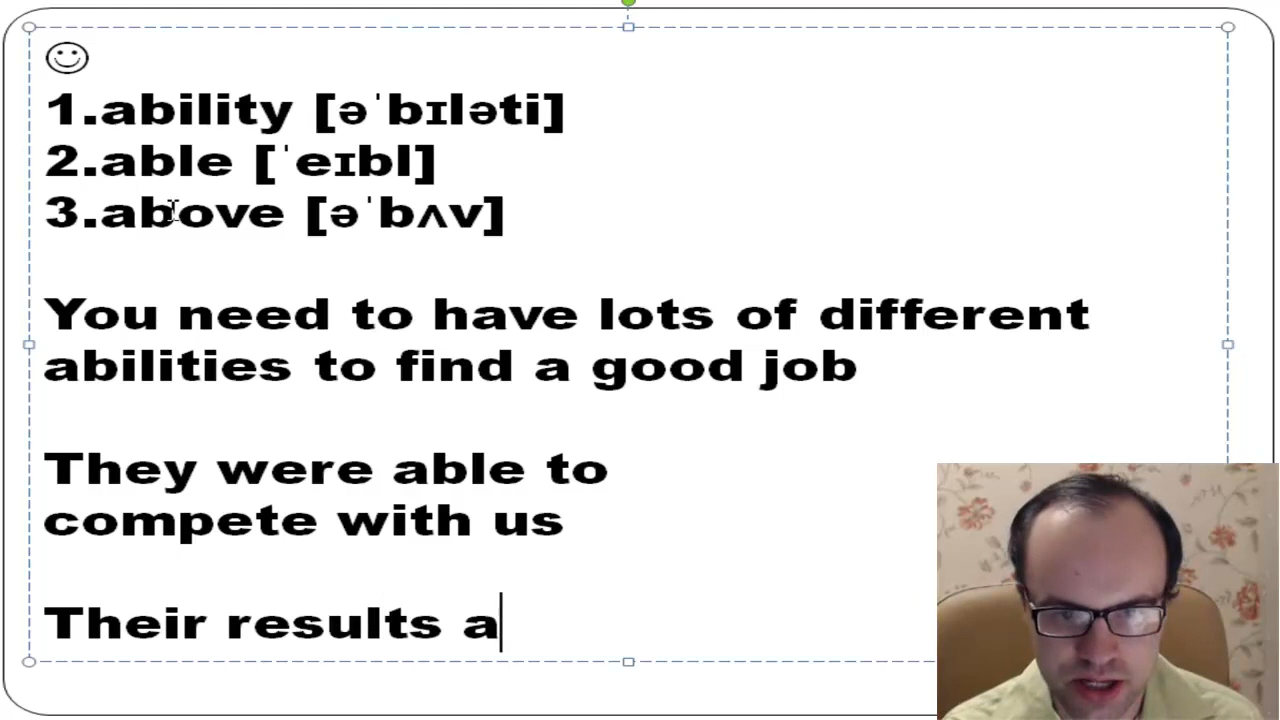 1.ability [əˈbɪləti]
2.able [ˈeɪbl]
3.above [əˈbʌv]
You need to have lots of different
abilities to find a good job
They were able to
compete with us
Their results a